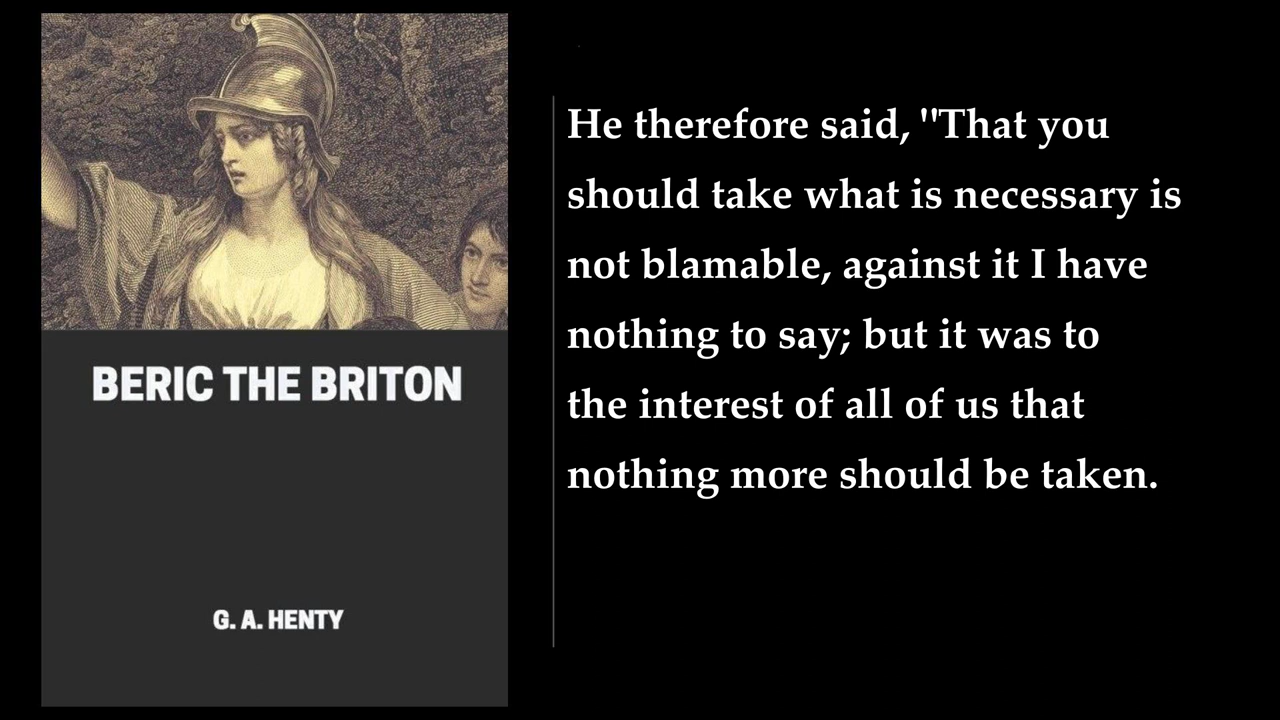 BERIC THE BRITON
G. A. HENTY
He therefore said, "That you
should take what is necessary is
not blamable, against it I have
nothing to say; but it was to
the interest of all of us that
nothing more should be taken.